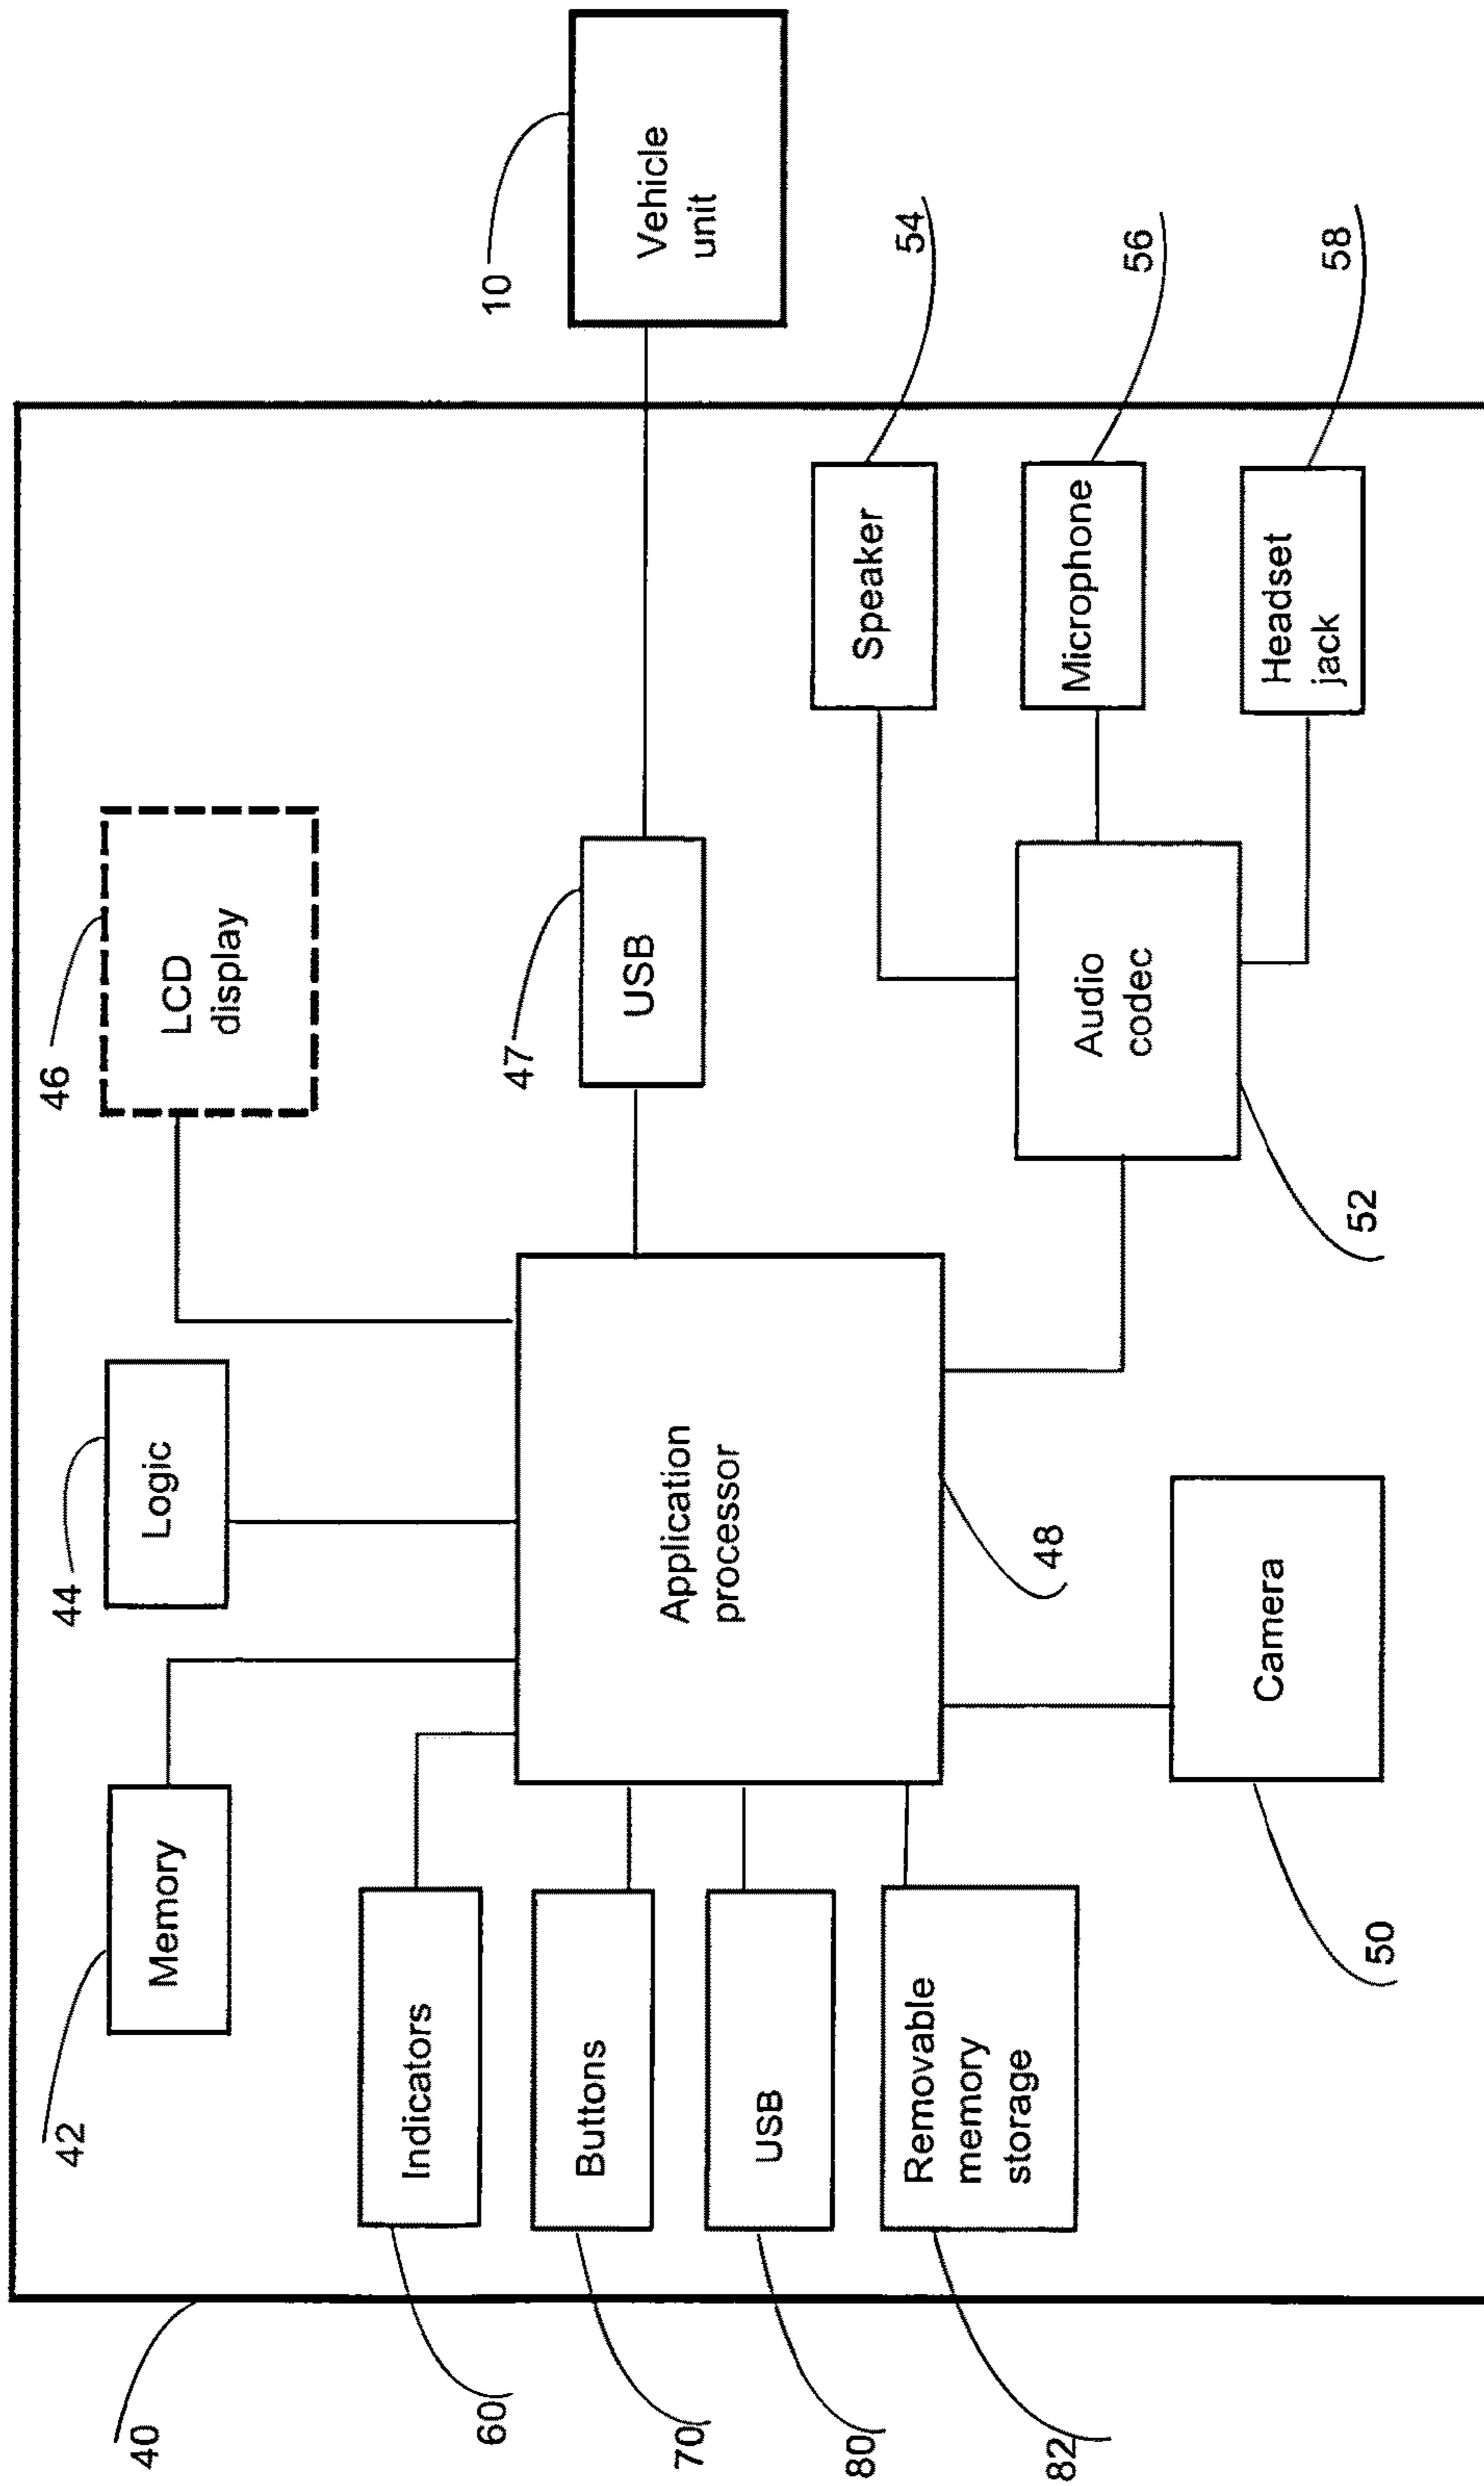 40
42
Memory
44
Logic
46
LCD
display
10
Vehicle
unit
60
Indicators
70
Buttons
80
USB
82
Removable
memory
storage
Application
processor
48
47
USB
50
Camera
Audio
codec
52
Speaker
54
Microphone
56
Headset
jack
58